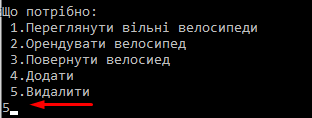 Що потрібно:
1.Переглянути вільні велосипеди
2.Орендувати велосипед
3.Повернути велосиед
4.Додати
5.Видалити
5